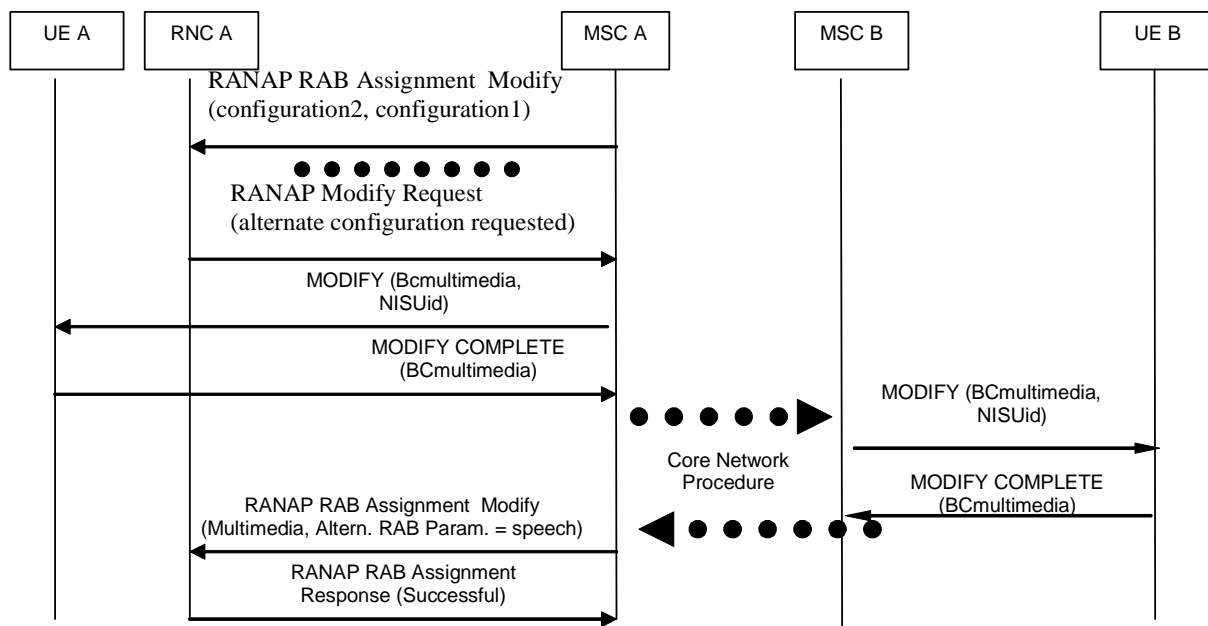 UE A
RNC A
MSC A
MSC B
UE B
RANAP RAB Assignment Modify
(configuration2, configuration1)
RANAP Modify Request
(alternate configuration requested)
MODIFY (Bcmultimedia,
NISUid)
MODIFY COMPLETE
(BCmultimedia)
MODIFY (BCmultimedia,
NISUid)
Core Network
Procedure
MODIFY COMPLETE
(BCmultimedia)
RANAP RAB Assignment Modify
(Multimedia, Altern. RAB Param. = speech)
RANAP RAB Assignment
Response (Successful)